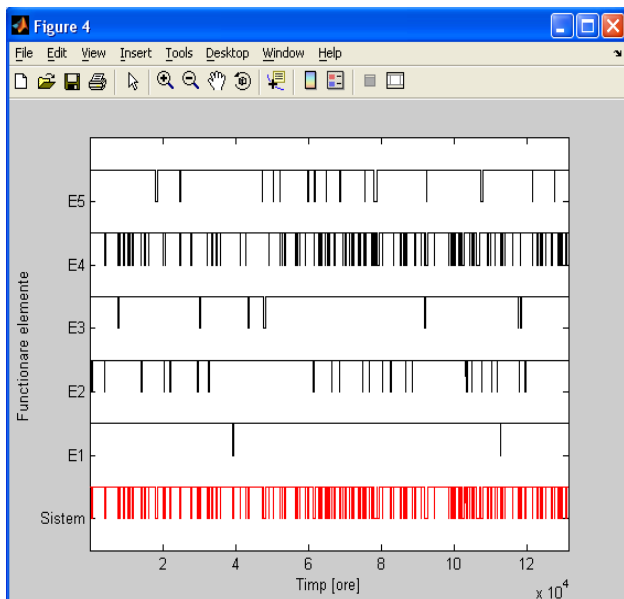 Figure 4
File Edit View Insert Tools Desktop Window Help
Functionare elemente
E5
E4
E3
E2
E1
Sistem
2 4 6 8 10 12
Timp [ore]
x 10^4